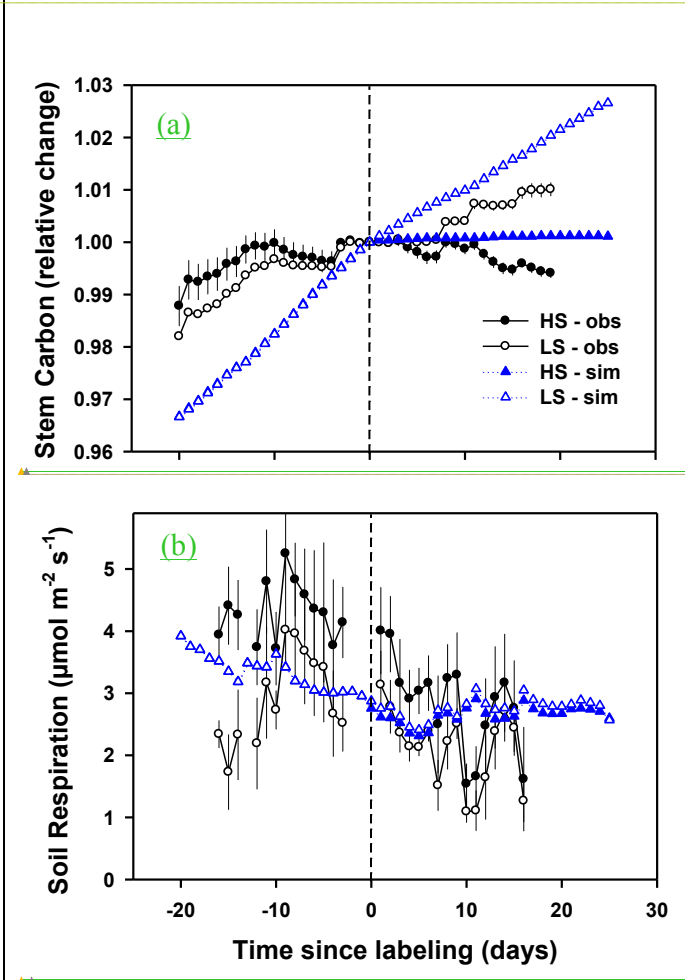 (a)
Stem Carbon (relative change)
1.03
1.02
1.01
1.00
0.99
0.98
0.97
0.96
HS - obs
LS - obs
HS - sim
LS - sim
(b)
Soil Respiration (µmol m⁻² s⁻¹)
5
4
3
2
1
0
-20 -10 0 10 20 30
Time since labeling (days)